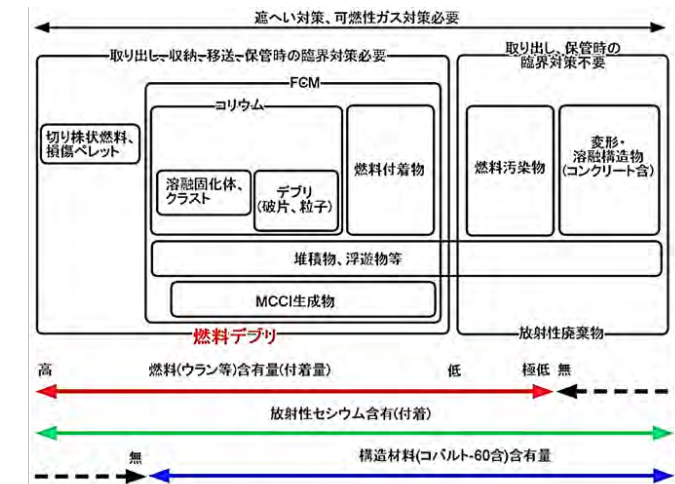 遮へい対策、可燃性ガス対策必要
取り出し、収納、移送、保管時の臨界対策必要
取り出し、保管時の
臨界対策不要
FCM
コリウム
切り株状燃料、
損傷ペレット
溶融固化体、
クラスト
デブリ
(破片、粒子)
燃料付着物
燃料汚染物
変形・
溶融構造物
(コンクリート含)
堆積物、浮遊物等
MCCI生成物
燃料デブリ
放射性廃棄物
高 燃料(ウラン等)含有量(付着量) 低 極低 無
放射性セシウム含有(付着)
無 構造材料(コバルト-60含)含有量